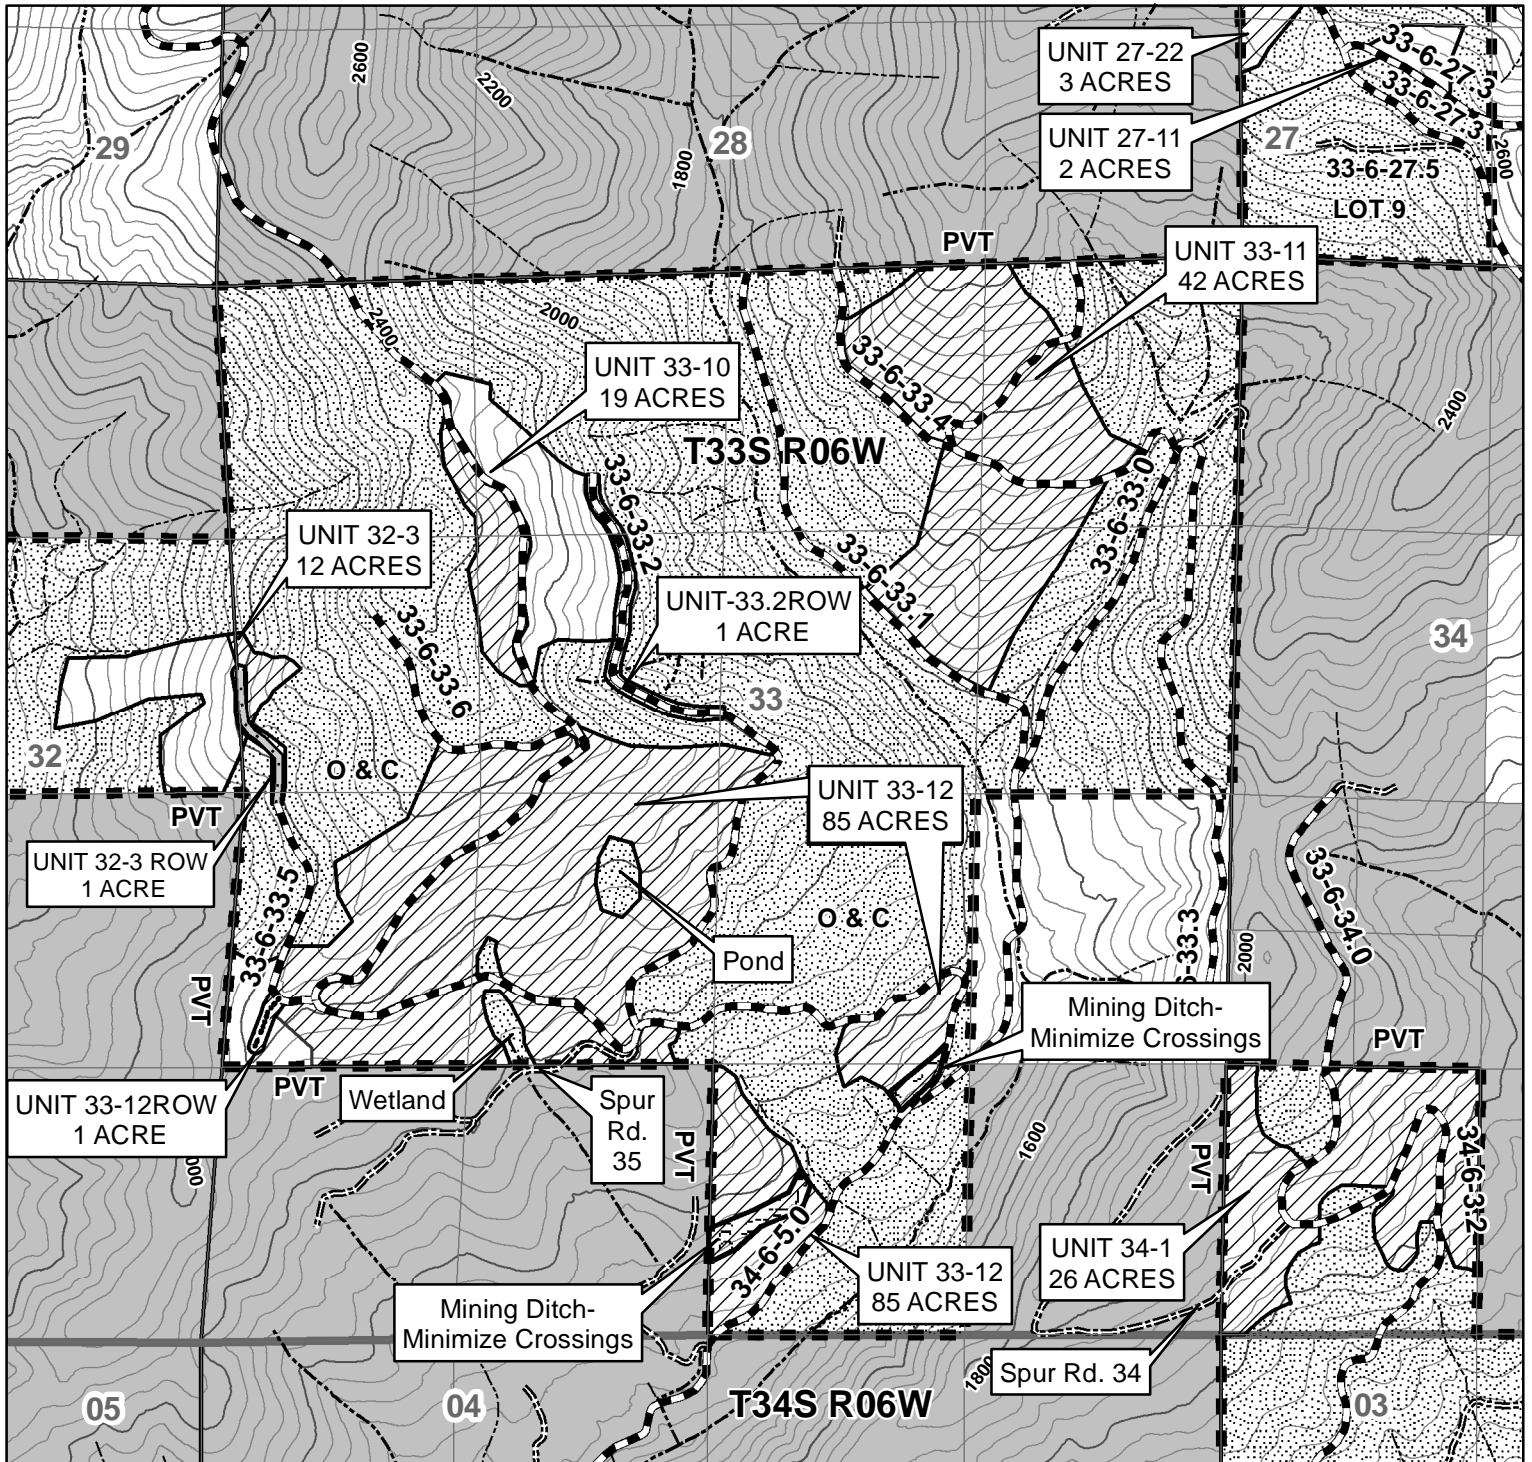 UNIT 27-22
3 ACRES
33-6-27.3
33-6-27.3
2600
2200
29
28
1800
UNIT 27-11
2 ACRES
27
2600
33-6-27.5
LOT 9
PVT
UNIT 33-11
42 ACRES
2400
2000
UNIT 33-10
19 ACRES
33-6-33.4
2400
T33S R06W
33-6-33.2
33-6-33.0
UNIT 32-3
12 ACRES
33-6-33.1
UNIT-33.2ROW
1 ACRE
33-6-33.6
34
33
32
O & C
PVT
UNIT 33-12
85 ACRES
UNIT 32-3 ROW
1 ACRE
33-6-33.5
33-6-34.0
O & C
Pond
6-33.3
2000
PVT
Mining Ditch-
Minimize Crossings
PVT
PVT
UNIT 33-12ROW
1 ACRE
Wetland
Spur
Rd.
35
PVT
1600
PVT
34-6-3.2
000
34-6-5.0
UNIT 34-1
26 ACRES
UNIT 33-12
85 ACRES
Mining Ditch-
Minimize Crossings
1800
Spur Rd. 34
05
04
T34S R06W
03